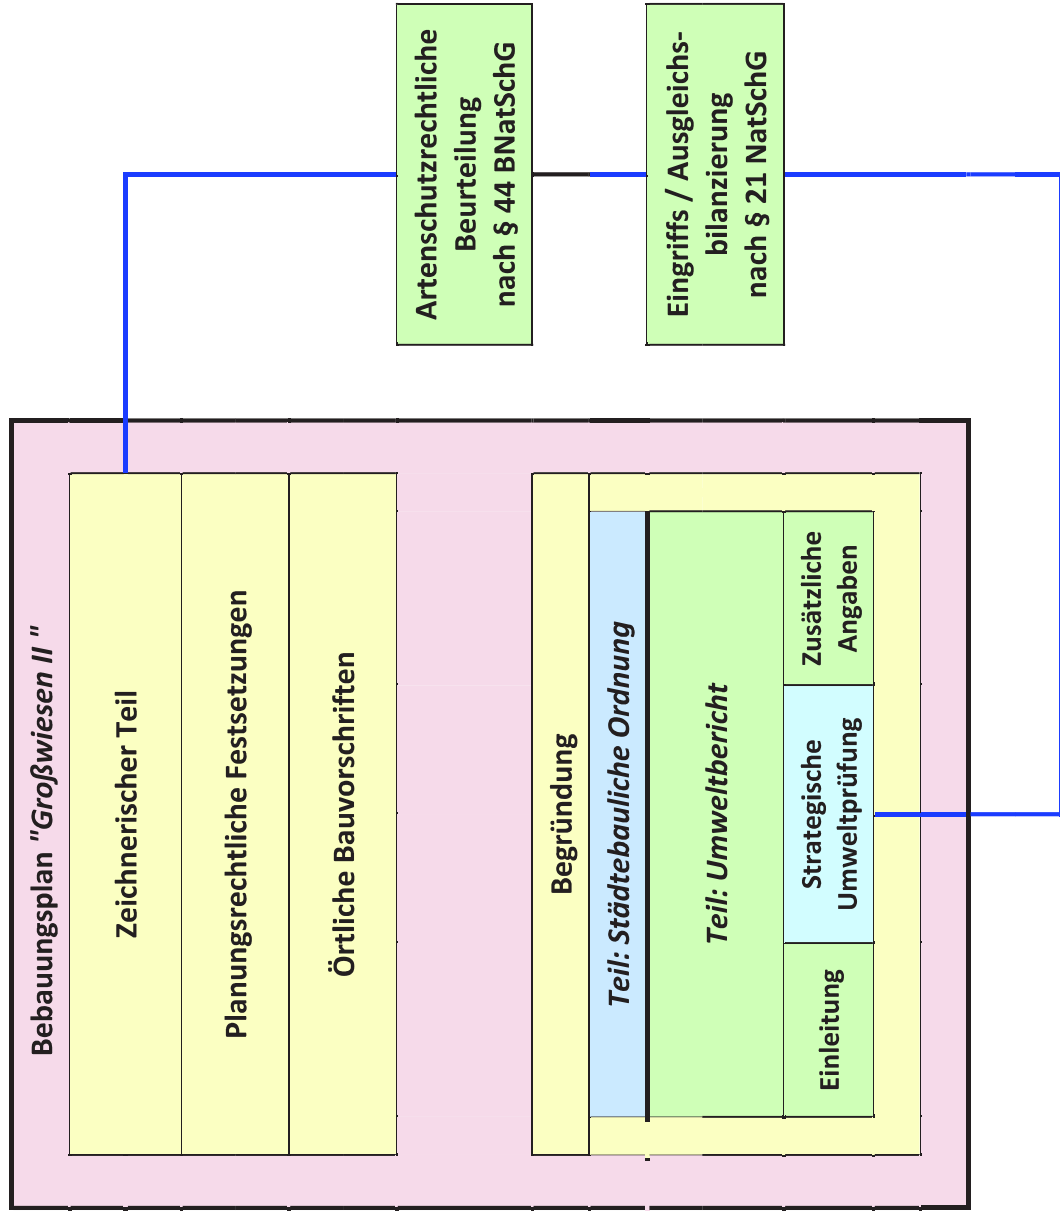 Bebauungsplan "Großwiesen II "
Zeichnerischer Teil
Planungsrechtliche Festsetzungen
Örtliche Bauvorschriften
Begründung
Teil: Städtebauliche Ordnung
Teil: Umweltbericht
Einleitung
Strategische
Umweltprüfung
Zusätzliche
Angaben
Artenschutzrechtliche
Beurteilung
nach § 44 BNatSchG
Eingriffs / Ausgleichs-
bilanzierung
nach § 21 NatSchG